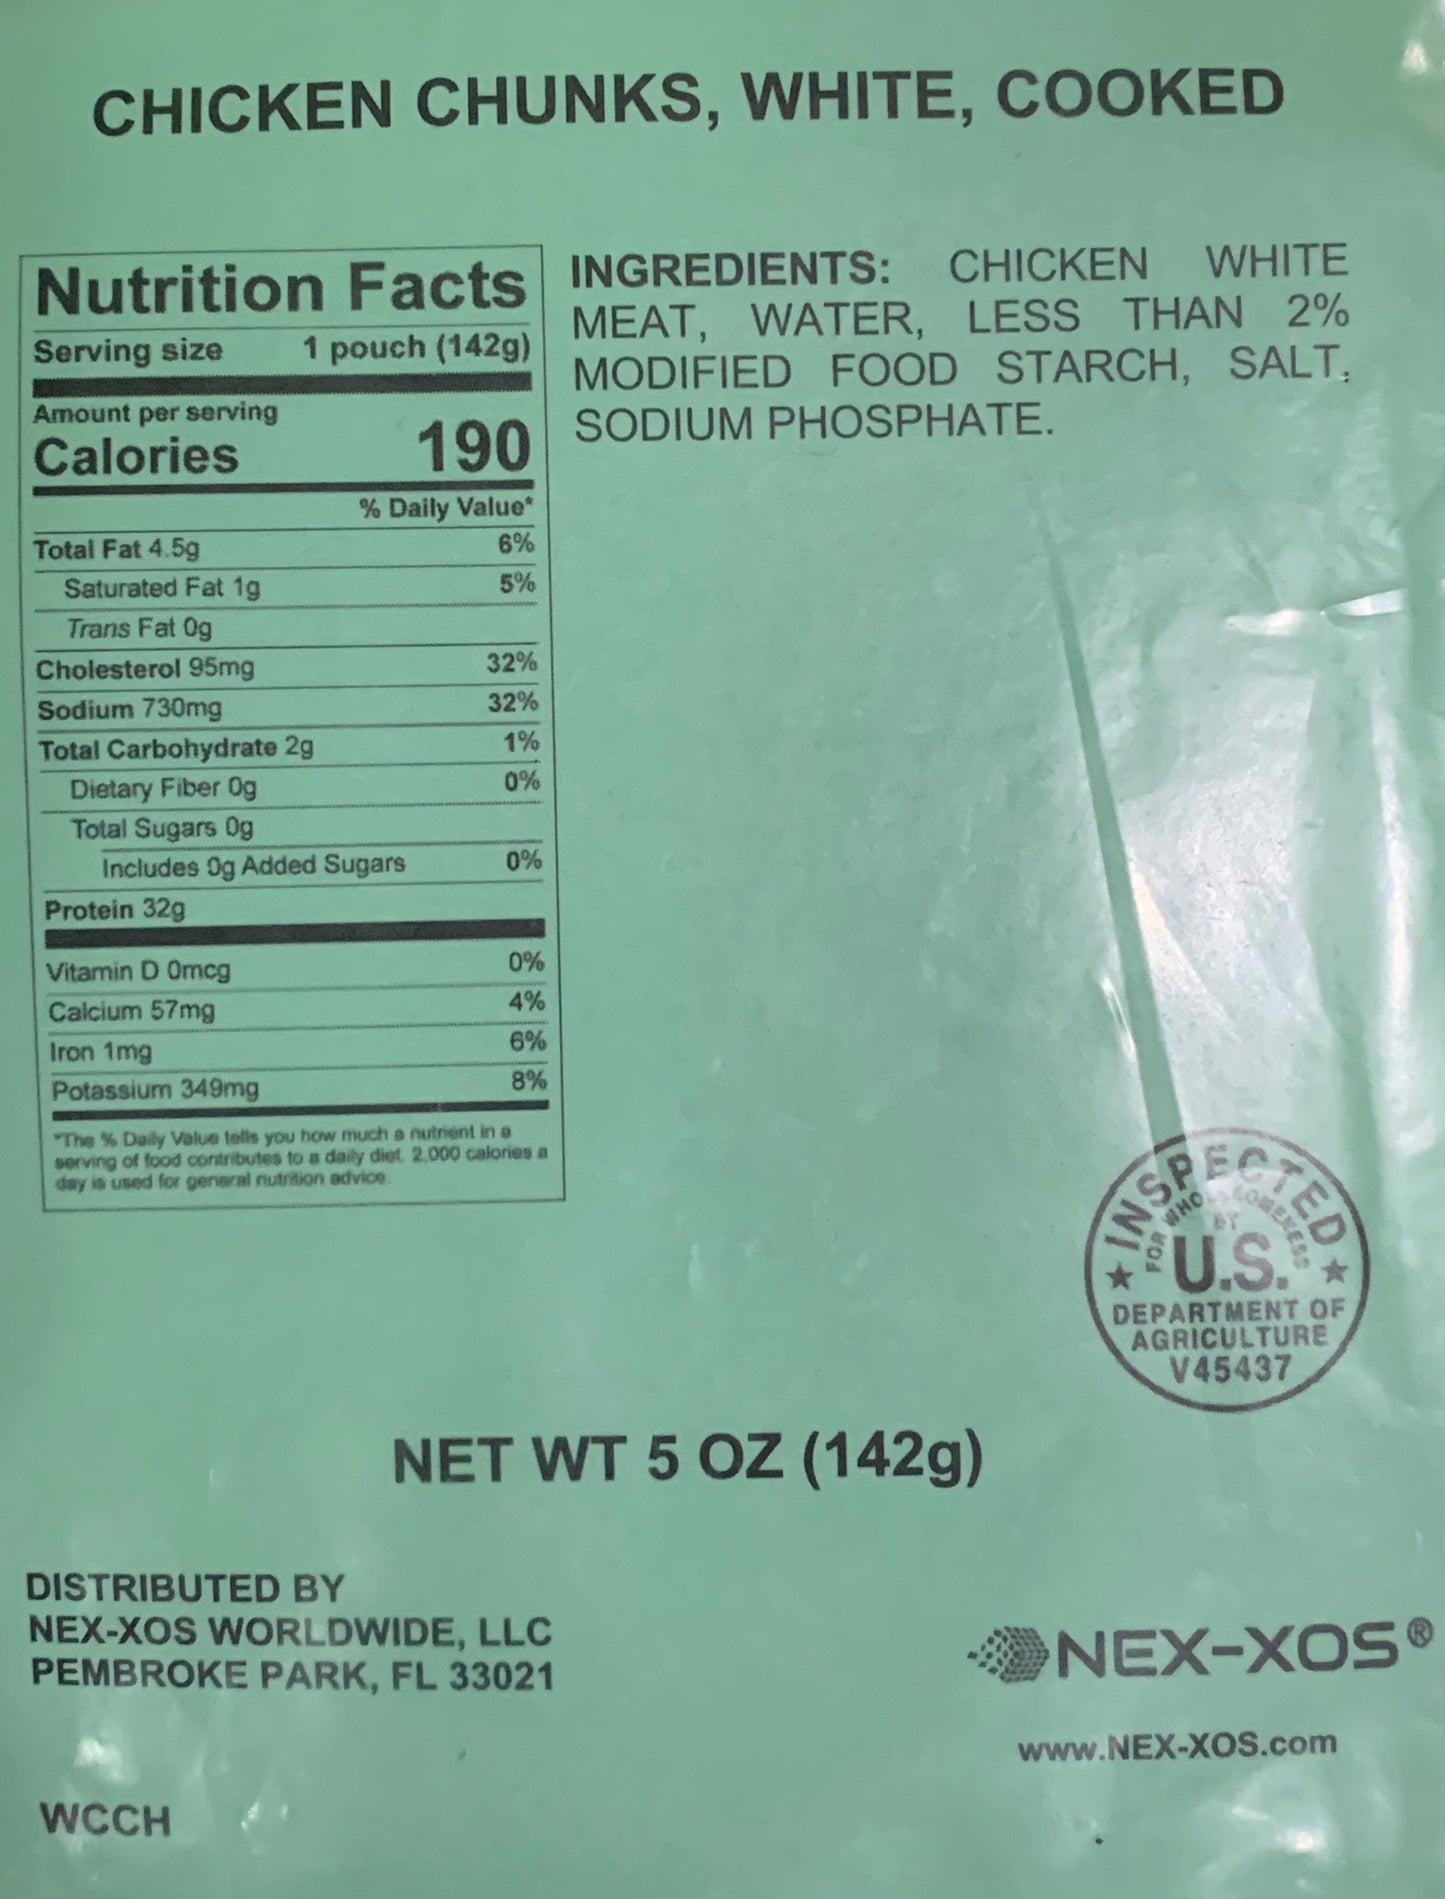 CHICKEN CHUNKS, WHITE, COOKED
Nutrition Facts
Serving size 1 pouch (142g)
Amount per serving
Calories 190
% Daily Value*
Total Fat 4.5g 6%
Saturated Fat 1g 5%
Trans Fat 0g
Cholesterol 95mg 32%
Sodium 730mg 32%
Total Carbohydrate 2g 1%
Dietary Fiber 0g 0%
Total Sugars 0g
Includes 0g Added Sugars 0%
Protein 32g
Vitamin D 0mcg 0%
Calcium 57mg 4%
Iron 1mg 6%
Potassium 349mg 8%
*The % Daily Value tells you how much a nutrient in a
serving of food contributes to a daily diet. 2,000 calories a
day is used for general nutrition advice.
INGREDIENTS: CHICKEN WHITE
MEAT, WATER, LESS THAN 2%
MODIFIED FOOD STARCH, SALT,
SODIUM PHOSPHATE.
INSPECTED
FOR WHOLESOMENESS
BY
U.S.
DEPARTMENT OF
AGRICULTURE
V45437
NET WT 5 OZ (142g)
DISTRIBUTED BY
NEX-XOS WORLDWIDE, LLC
PEMBROKE PARK, FL 33021
NEX-XOS®
www.NEX-XOS.com
WCCH